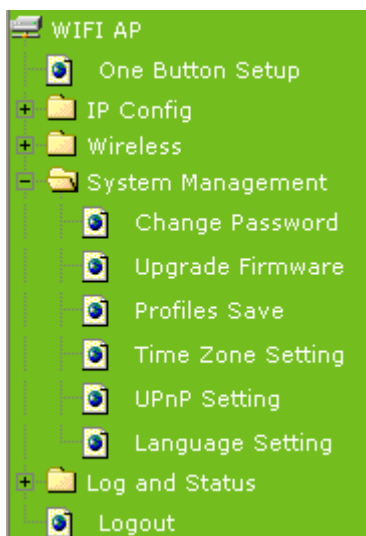 WIFI AP
One Button Setup
IP Config
Wireless
System Management
Change Password
Upgrade Firmware
Profiles Save
Time Zone Setting
UPnP Setting
Language Setting
Log and Status
Logout